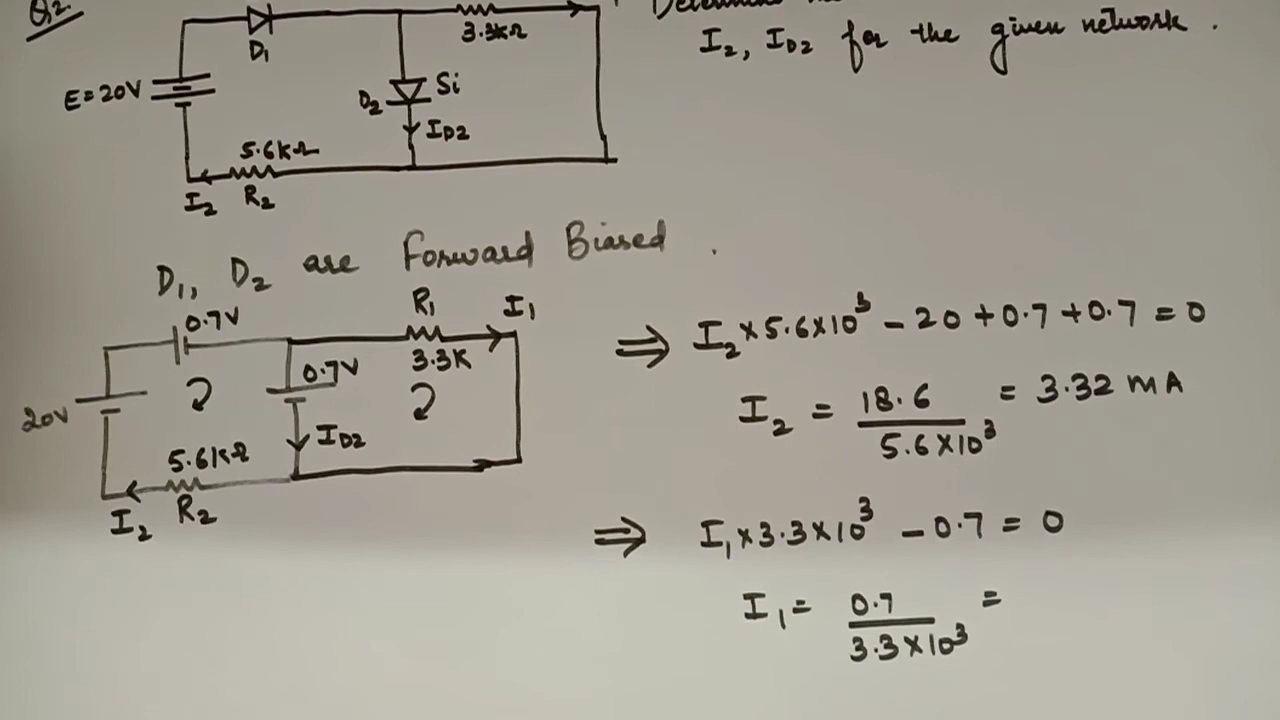 Q.2.
D1
3.3kΩ
I2, ID2 for the given network.
E=20V
D2
Si
ID2
5.6kΩ
I2
R2
D1, D2 are Forward Biased.
0.7V
R1
I1
3.3K
0.7V
20V
ID2
5.6kΩ
I2
R2
⇒ I2×5.6×10³ - 20 + 0.7 + 0.7 = 0
I2 = 18.6 = 3.32 mA
5.6×10³
⇒ I1×3.3×10³ - 0.7 = 0
I1 = 0.7 =
3.3×10³